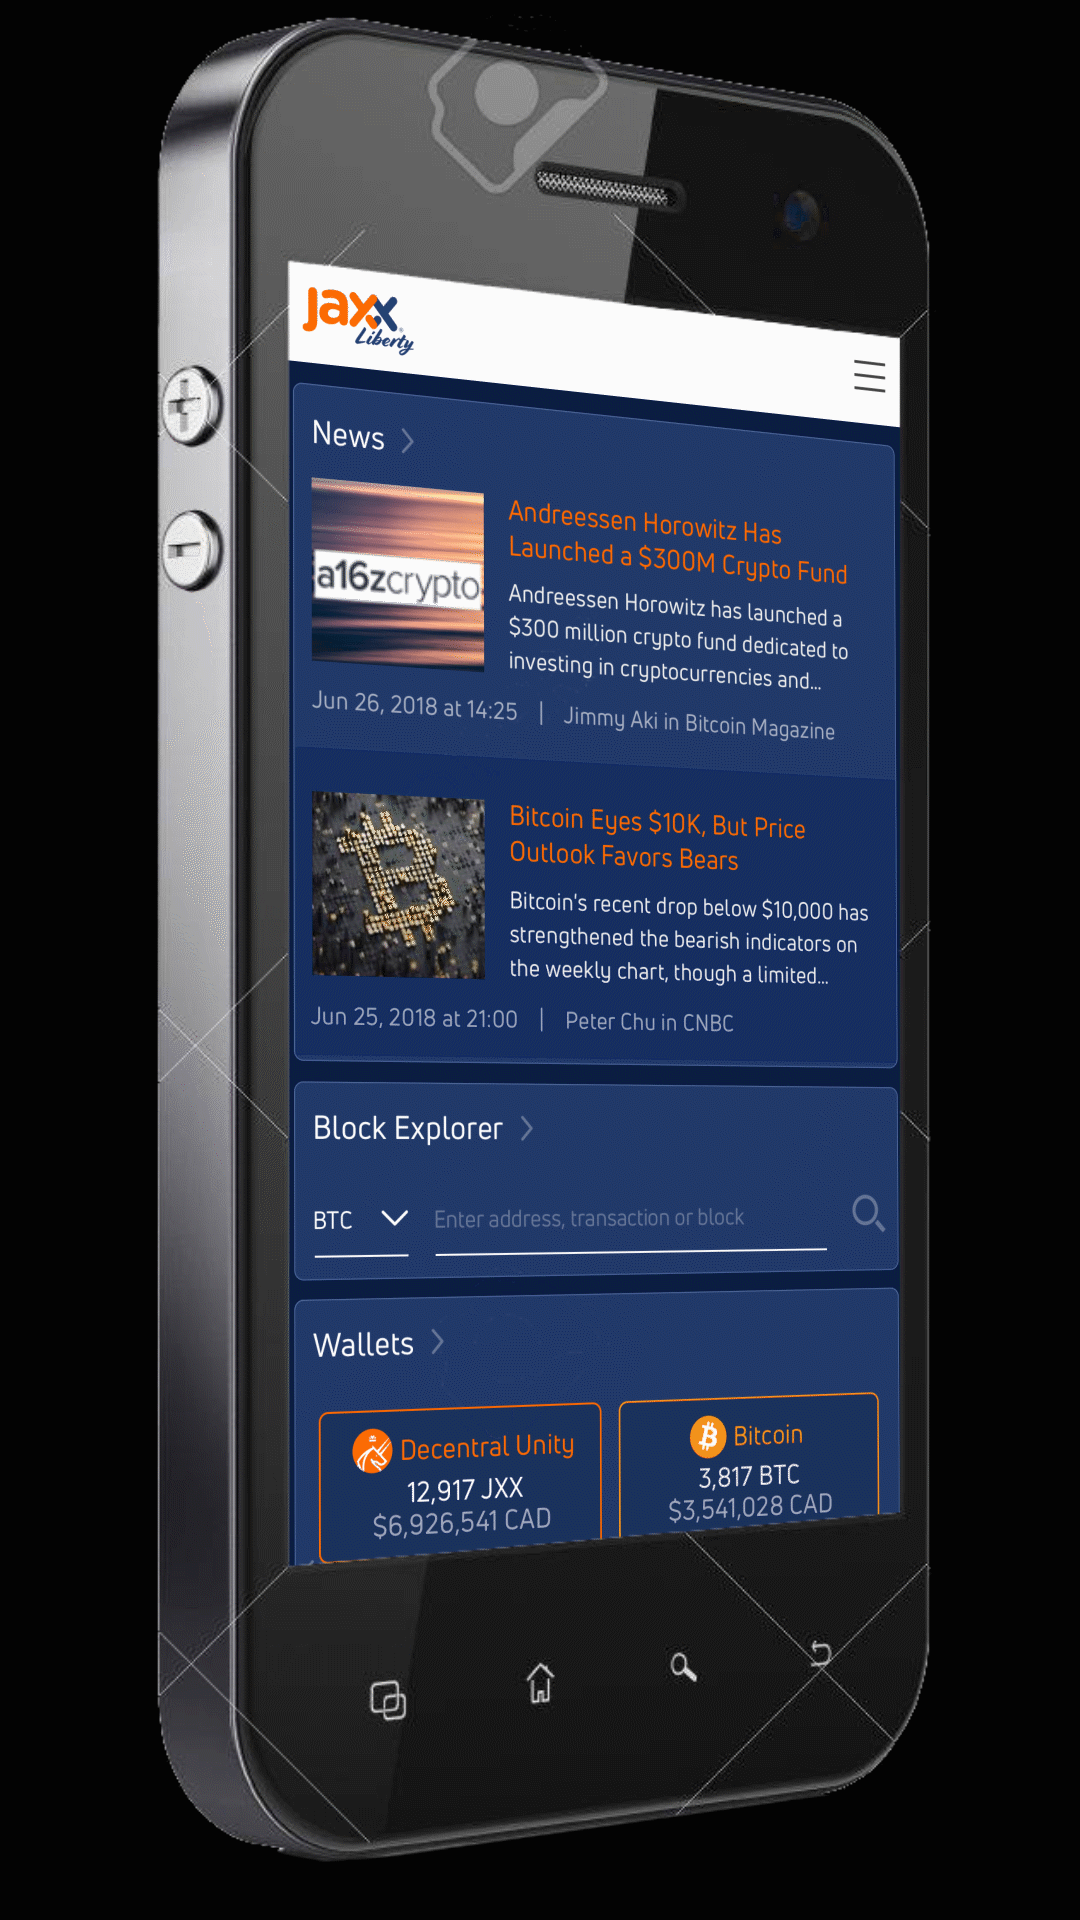 Jaxx
Liberty
News
a16zcrypto
Andreessen Horowitz Has
Launched a $300M Crypto Fund
Andreessen Horowitz has launched a
$300 million crypto fund dedicated to
investing in cryptocurrencies and...
Jun 26, 2018 at 14:25 | Jimmy Aki in Bitcoin Magazine
Bitcoin Eyes $10K, But Price
Outlook Favors Bears
Bitcoin's recent drop below $10,000 has
strengthened the bearish indicators on
the weekly chart, though a limited...
Jun 25, 2018 at 21:00 | Peter Chu in CNBC
Block Explorer
BTC Enter address, transaction or block
Wallets
Decentral Unity
12,917 JXX
$6,926,541 CAD
Bitcoin
3,817 BTC
$3,541,028 CAD